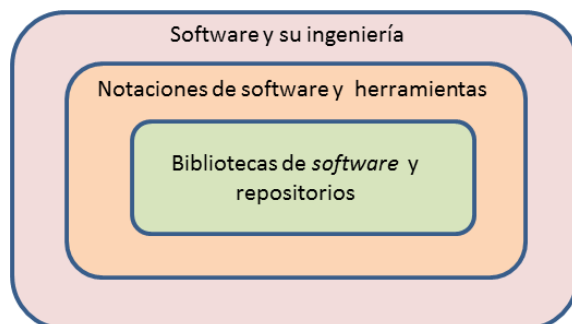 Software y su ingeniería
Notaciones de software y herramientas
Bibliotecas de software y
repositorios